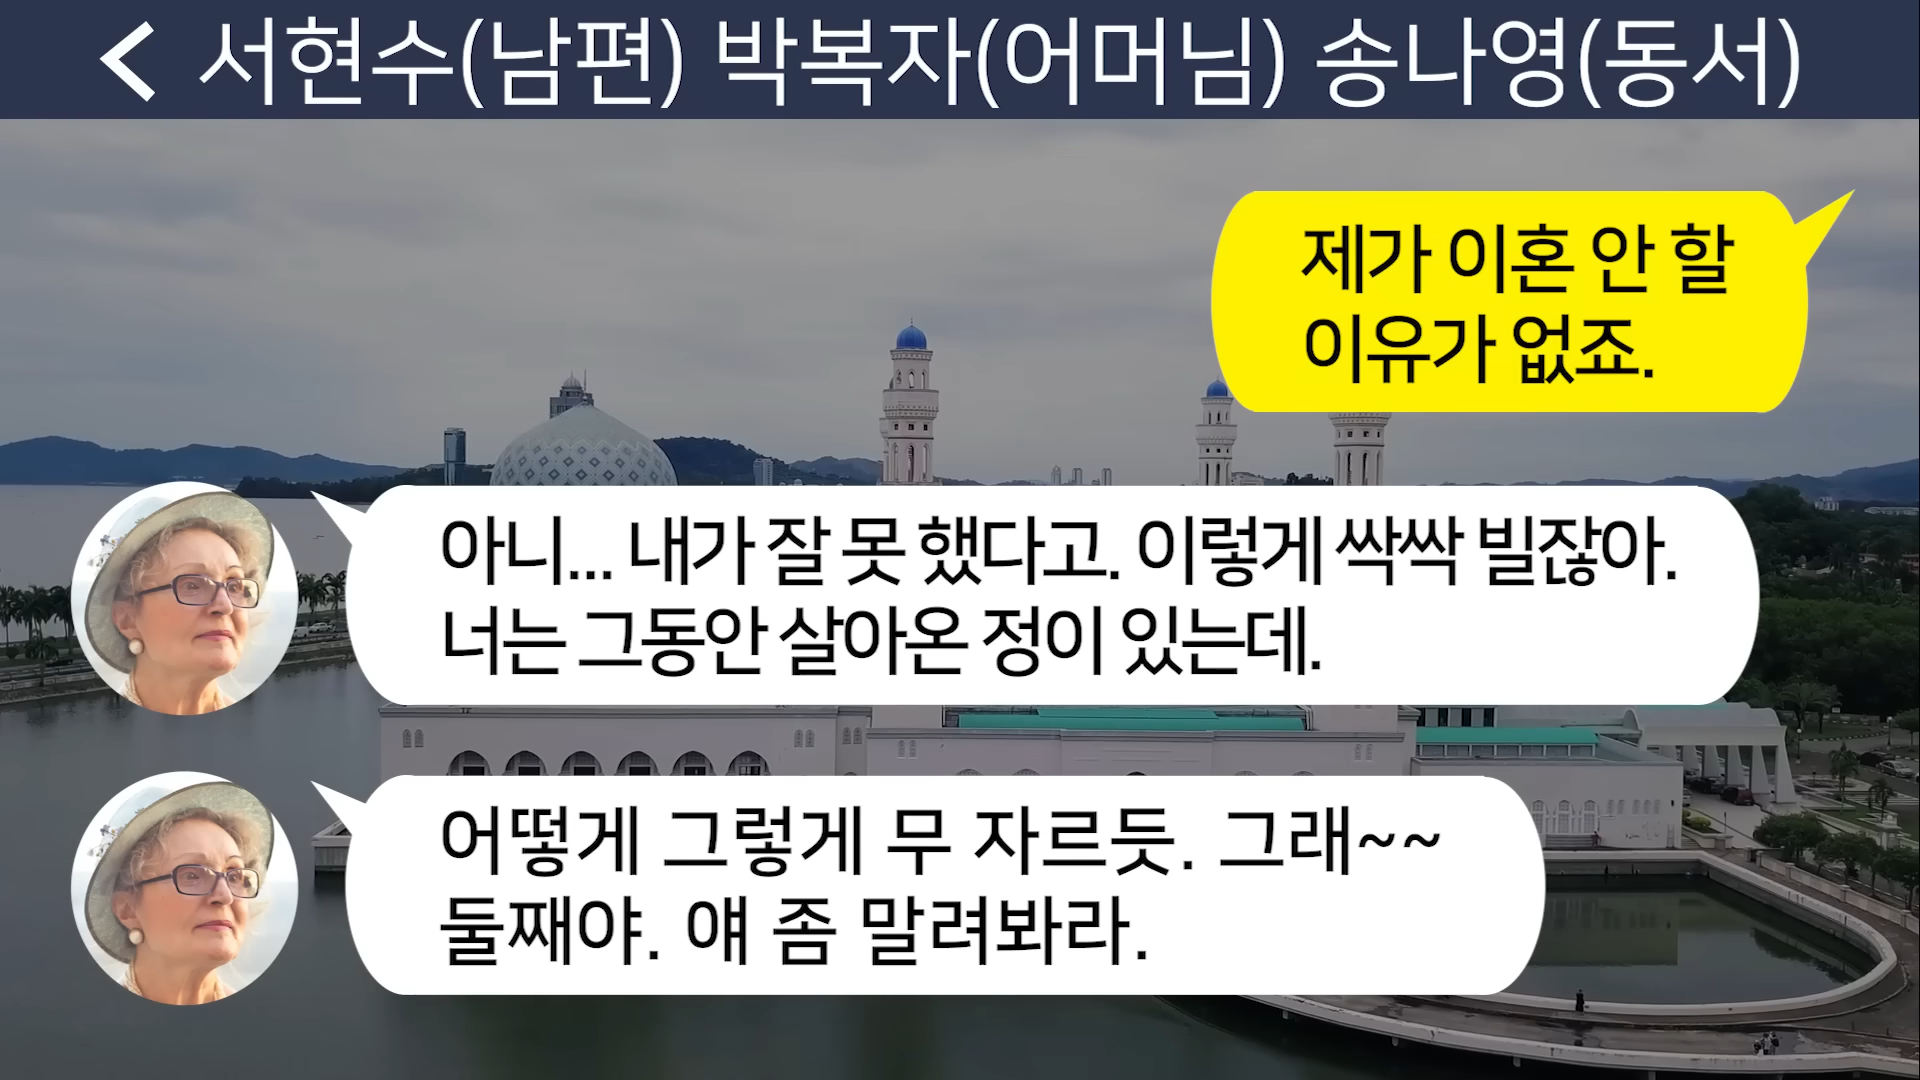 서현수(남편) 박복자(어머님) 송나영(동서)
제가 이혼 안 할
이유가 없죠.
아니... 내가 잘 못 했다고. 이렇게 싹싹 빌잖아.
너는 그동안 살아온 정이 있는데.
어떻게 그렇게 무 자르듯. 그래~~
둘째야. 얘 좀 말려봐라.